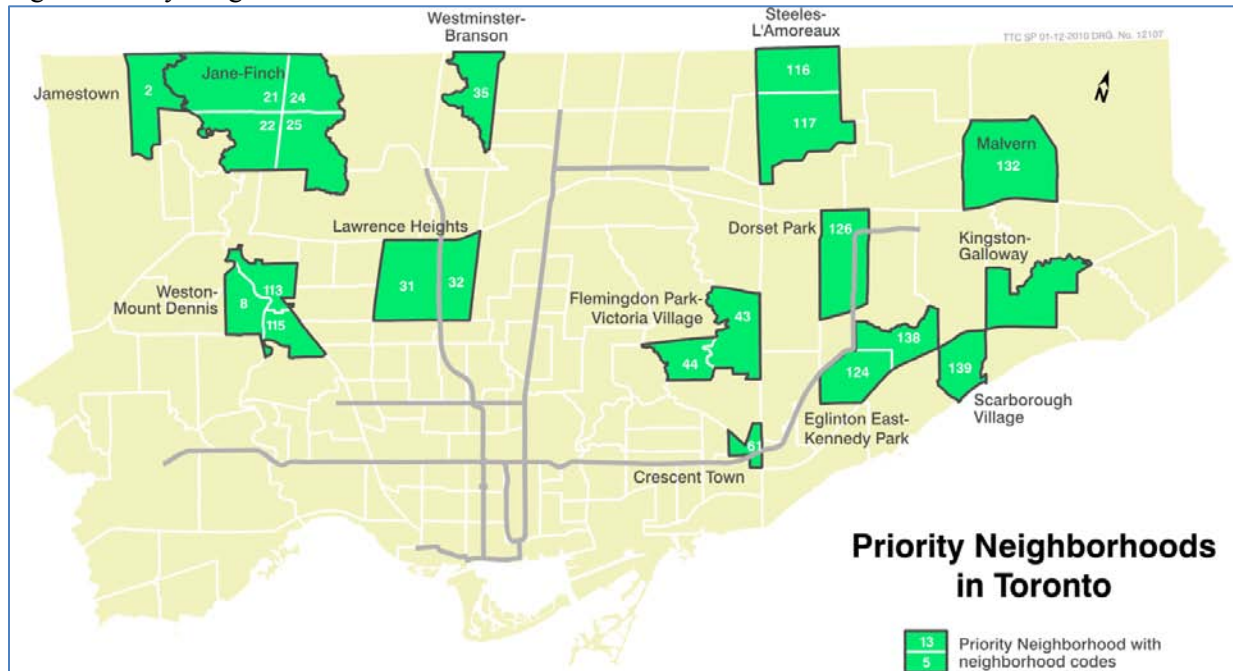 Westminster-
Branson
Steeles-
L'Amoreaux
TTC SP 01-12-2010 DRG. No. 12107
Jamestown
2
Jane-Finch
21
24
22
25
35
116
117
N
Malvern
132
Lawrence Heights
31
32
Dorset Park
126
Kingston-
Galloway
Weston-
Mount Dennis
8
113
115
Flemingdon Park-
Victoria Village
43
44
138
124
139
Scarborough
Village
Eglinton East-
Kennedy Park
61
Crescent Town
Priority Neighborhoods
in Toronto
13
5
Priority Neighborhood with
neighborhood codes